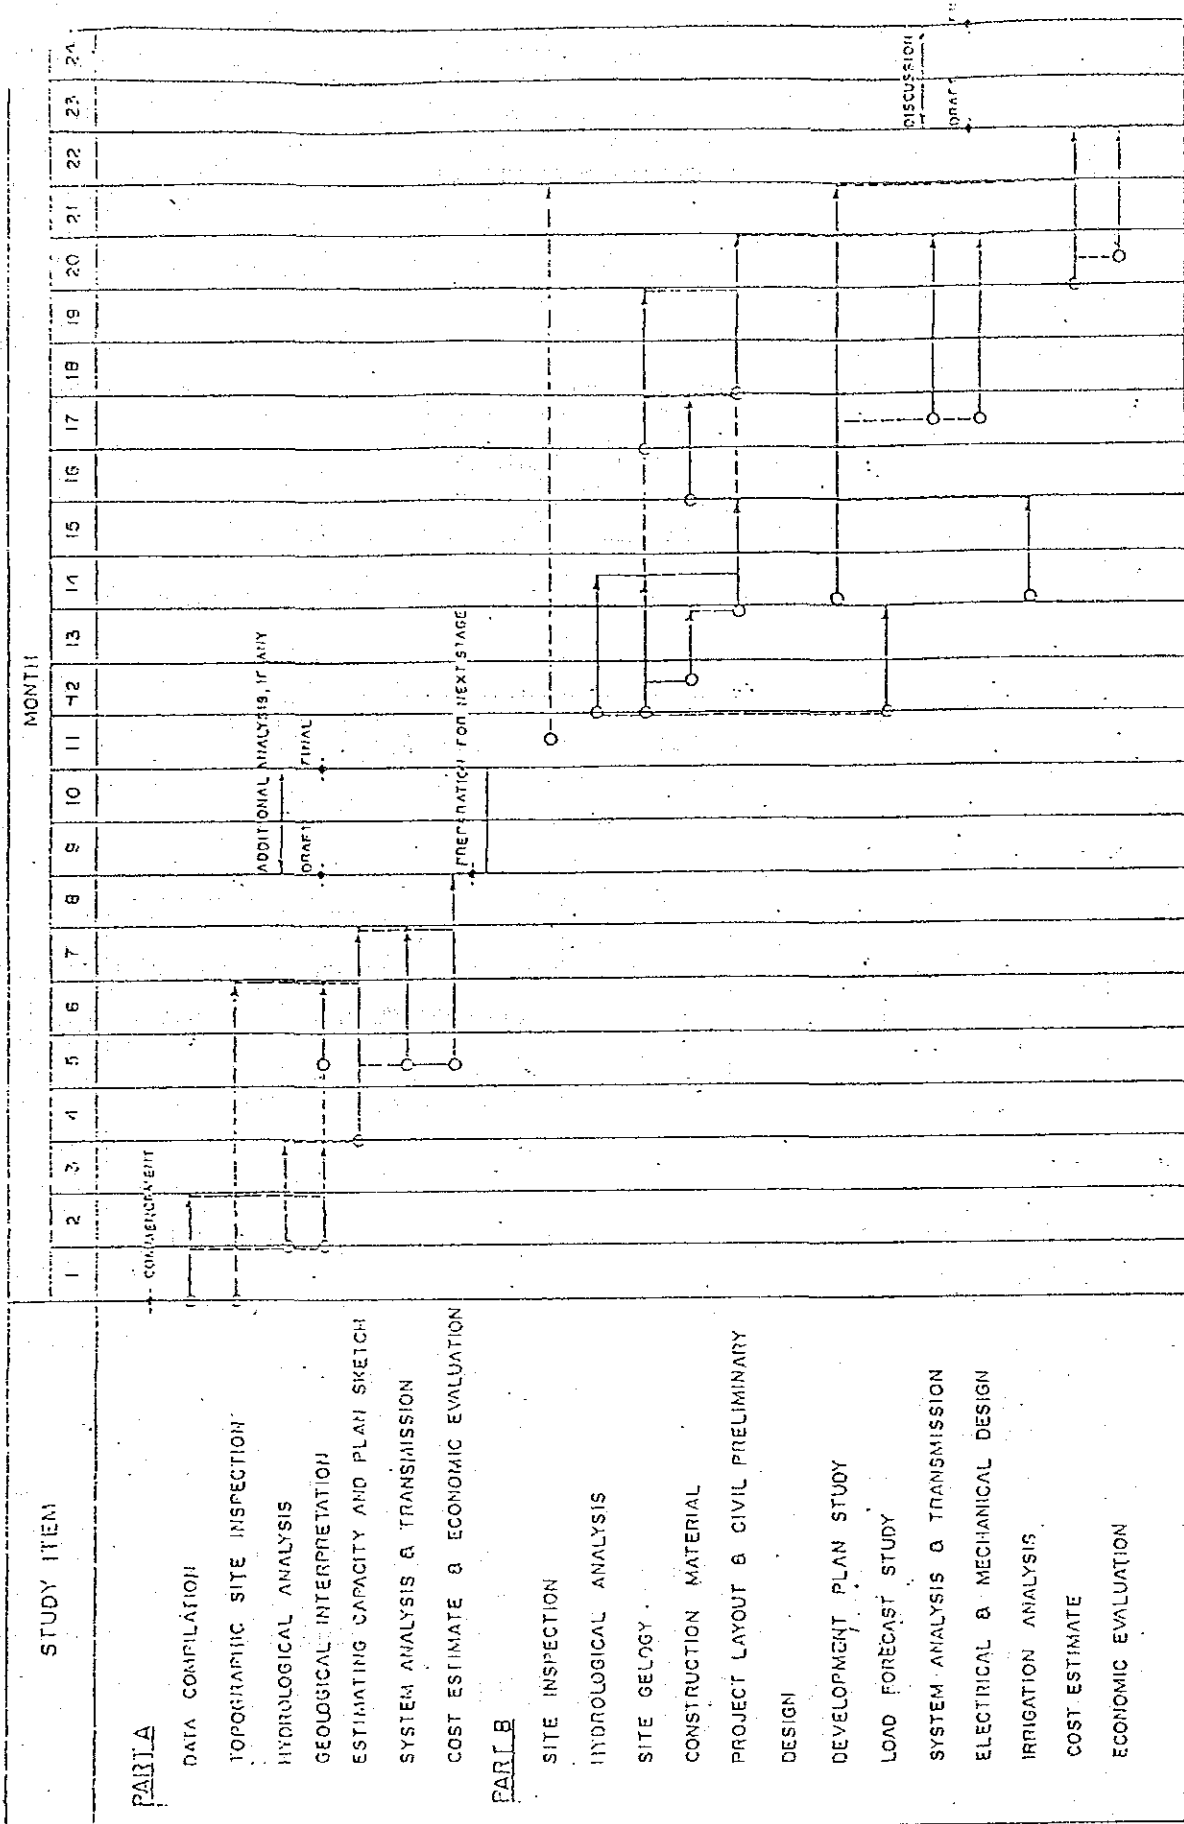 STUDY ITEM
MONTH
1 2 3 4 5 6 7 8 9 10 11 12 13 14 15 16 17 18 19 20 21 22 23 24
PART A
COMMENCEMENT
DATA COMPILATION
TOPOGRAPHIC SITE INSPECTION
HYDROLOGICAL ANALYSIS
ADDITIONAL ANALYSIS, IF ANY
GEOLOGICAL INTERPRETATION
DRAFT FINAL
ESTIMATING CAPACITY AND PLAN SKETCH
SYSTEM ANALYSIS & TRANSMISSION
COST ESTIMATE & ECONOMIC EVALUATION
PREPARATION FOR NEXT STAGE
PART B
SITE INSPECTION
HYDROLOGICAL ANALYSIS
SITE GELOGY
CONSTRUCTION MATERIAL
PROJECT LAYOUT & CIVIL PRELIMINARY
DESIGN
DEVELOPMENT PLAN STUDY
LOAD FORECAST STUDY
DISCUSSION
SYSTEM ANALYSIS & TRANSMISSION
DRAFT
ELECTRICAL & MECHANICAL DESIGN
IRRIGATION ANALYSIS
COST ESTIMATE
ECONOMIC EVALUATION